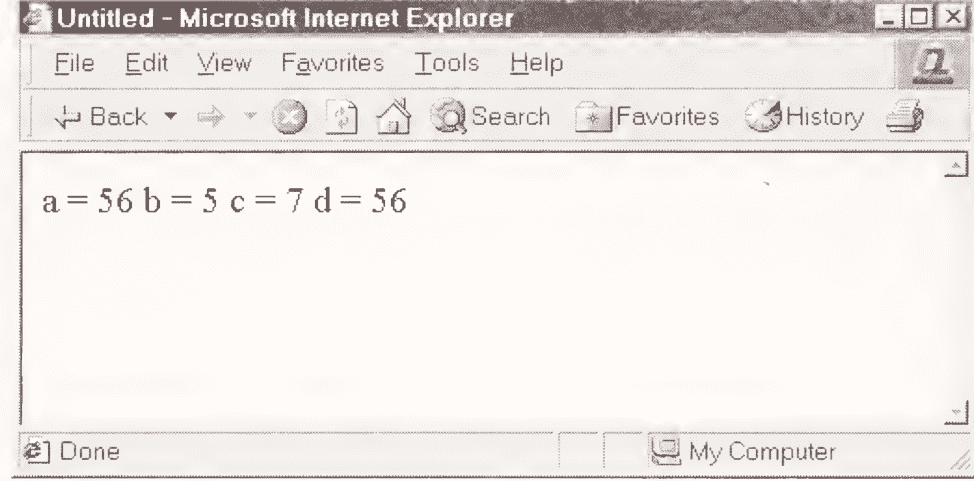 Untitled - Microsoft Internet Explorer
File Edit View Favorites Tools Help
Back Search Favorites History
a = 56 b = 5 c = 7 d = 56
Done My Computer